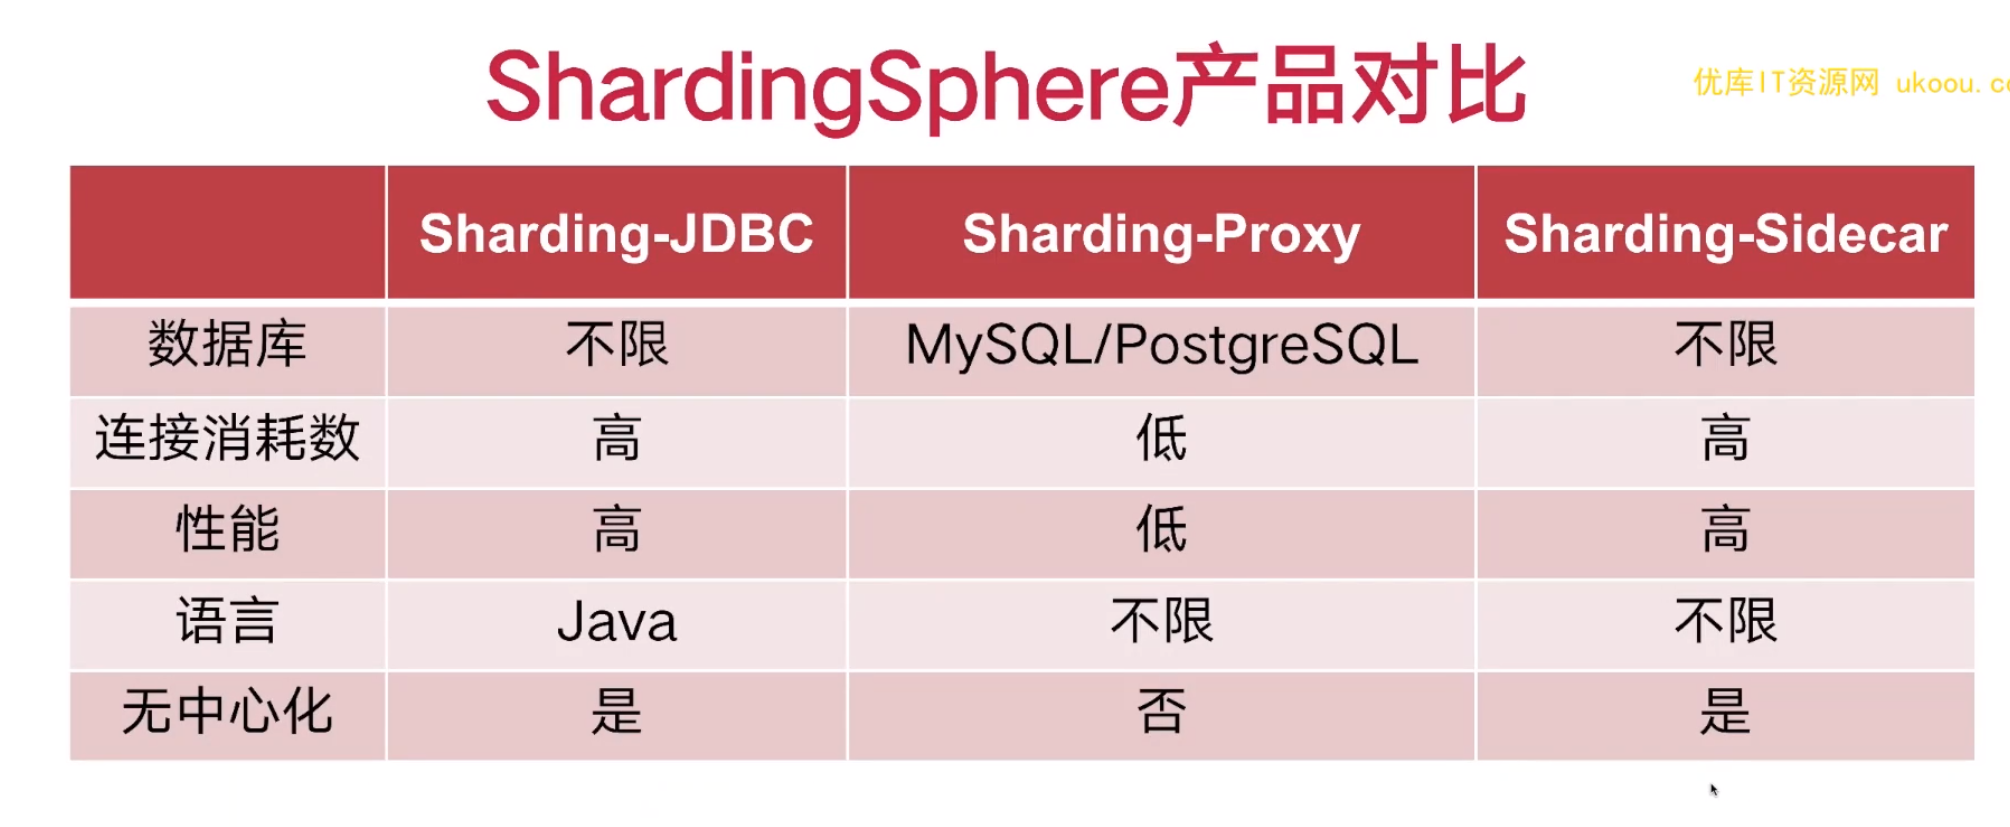 ShardingSphere产品对比
优库IT资源网 ukoou.c
Sharding-JDBC Sharding-Proxy Sharding-Sidecar
数据库 不限 MySQL/PostgreSQL 不限
连接消耗数 高 低 高
性能 高 低 高
语言 Java 不限 不限
无中心化 是 否 是